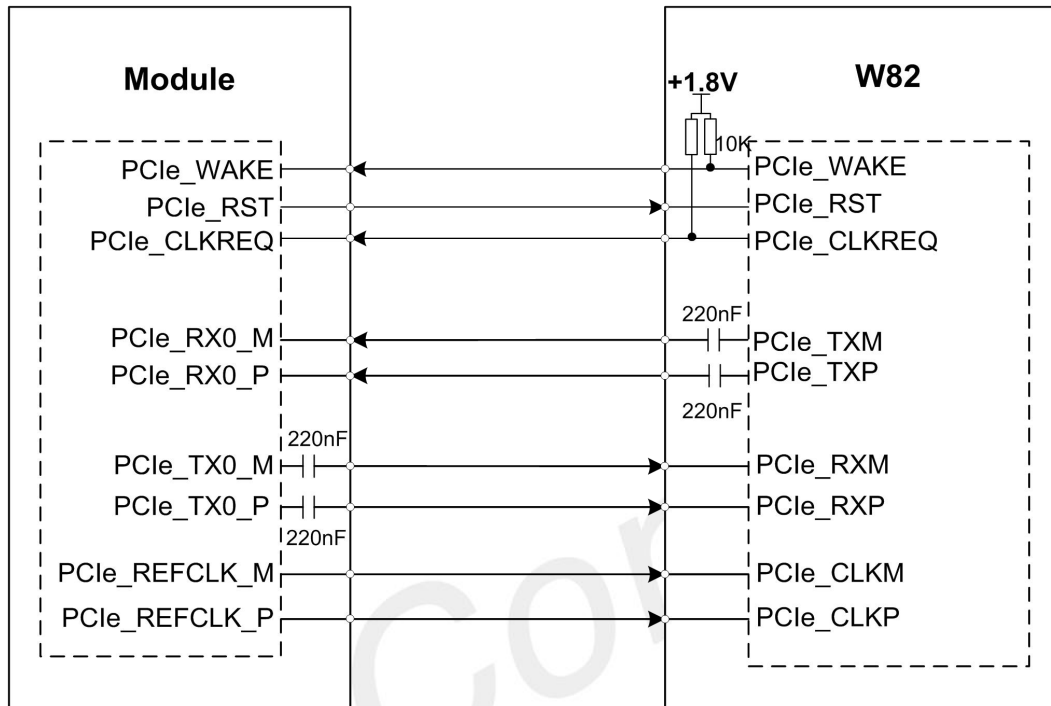 Module
W82
+1.8V
10K
PCIe_WAKE
PCIe_WAKE
PCIe_RST
PCIe_RST
PCIe_CLKREQ
PCIe_CLKREQ
220nF
PCIe_RX0_M
PCIe_TXM
PCIe_RX0_P
PCIe_TXP
220nF
220nF
PCIe_TX0_M
PCIe_RXM
PCIe_TX0_P
PCIe_RXP
220nF
PCIe_REFCLK_M
PCIe_CLKM
PCIe_REFCLK_P
PCIe_CLKP